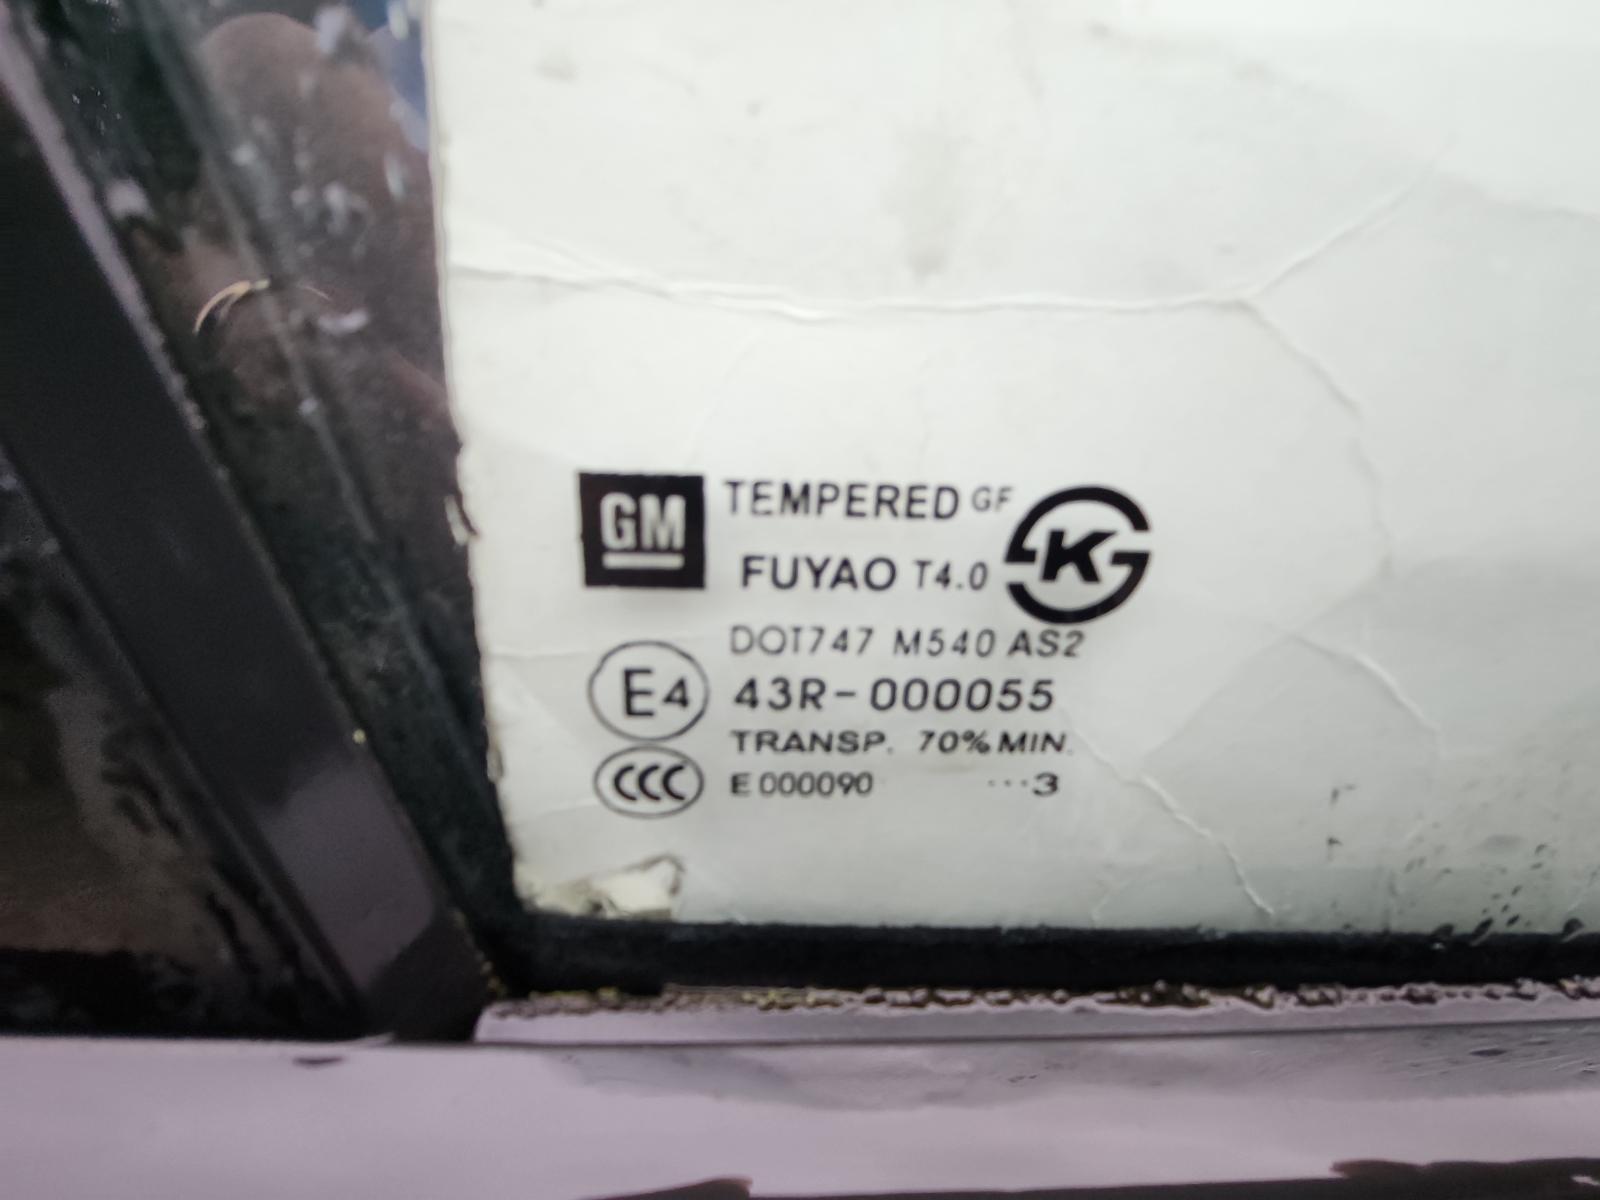 GM TEMPERED GF
FUYAO T4.0 K
DOT747 M540 AS2
E4 43R-000055
TRANSP. 70% MIN.
CCC E000090 ...3